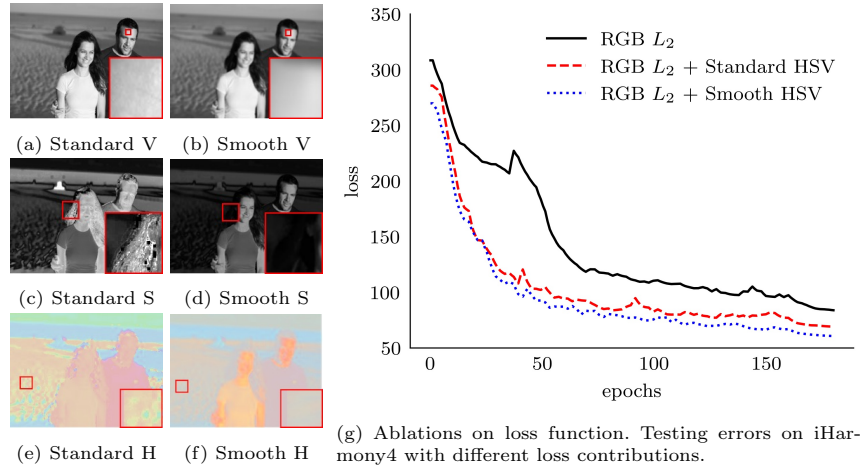 (a) Standard V
(b) Smooth V
(c) Standard S
(d) Smooth S
(e) Standard H
(f) Smooth H
350
300
250
200
150
100
50
loss
0
50
100
150
epochs
RGB L2
RGB L2 + Standard HSV
RGB L2 + Smooth HSV
(g) Ablations on loss function. Testing errors on iHar-
mony4 with different loss contributions.